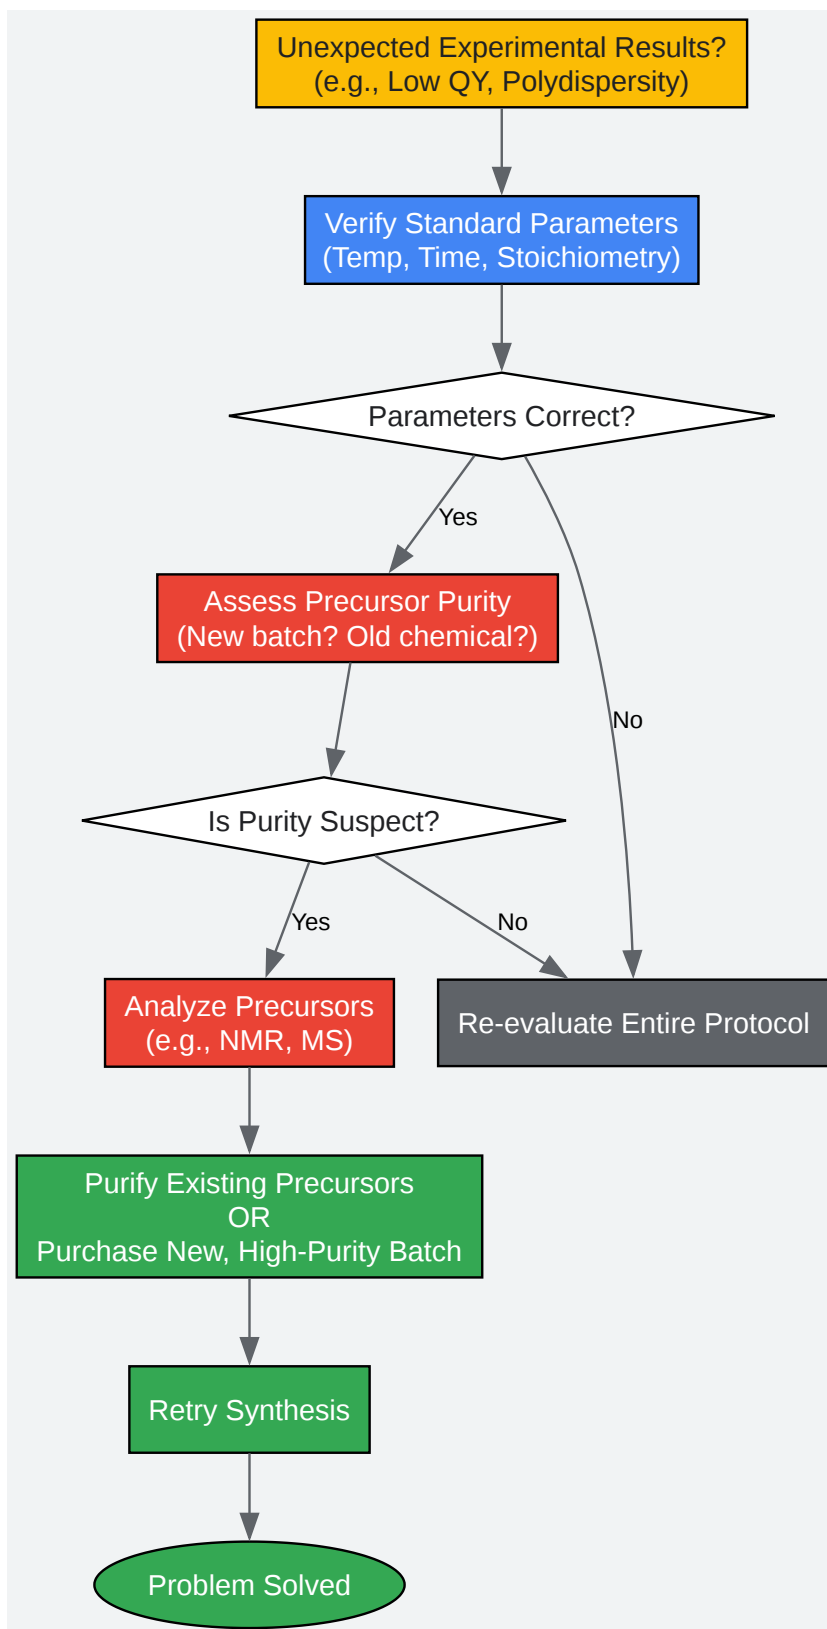 Unexpected Experimental Results?
(e.g., Low QY, Polydispersity)
Verify Standard Parameters
(Temp, Time, Stoichiometry)
Parameters Correct?
Yes
Assess Precursor Purity
(New batch? Old chemical?)
No
Is Purity Suspect?
Yes
No
Analyze Precursors
(e.g., NMR, MS)
Re-evaluate Entire Protocol
Purify Existing Precursors
OR
Purchase New, High-Purity Batch
Retry Synthesis
Problem Solved